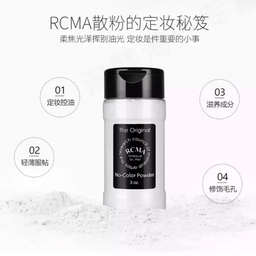 RCMA散粉的定妆秘笈
柔焦光泽挥别油光 定妆是件重要的小事
01
定妆控油
02
轻薄服帖
03
滋养成分
04
修饰毛孔
The Original
RCMA
No-Color Powder
3 oz.